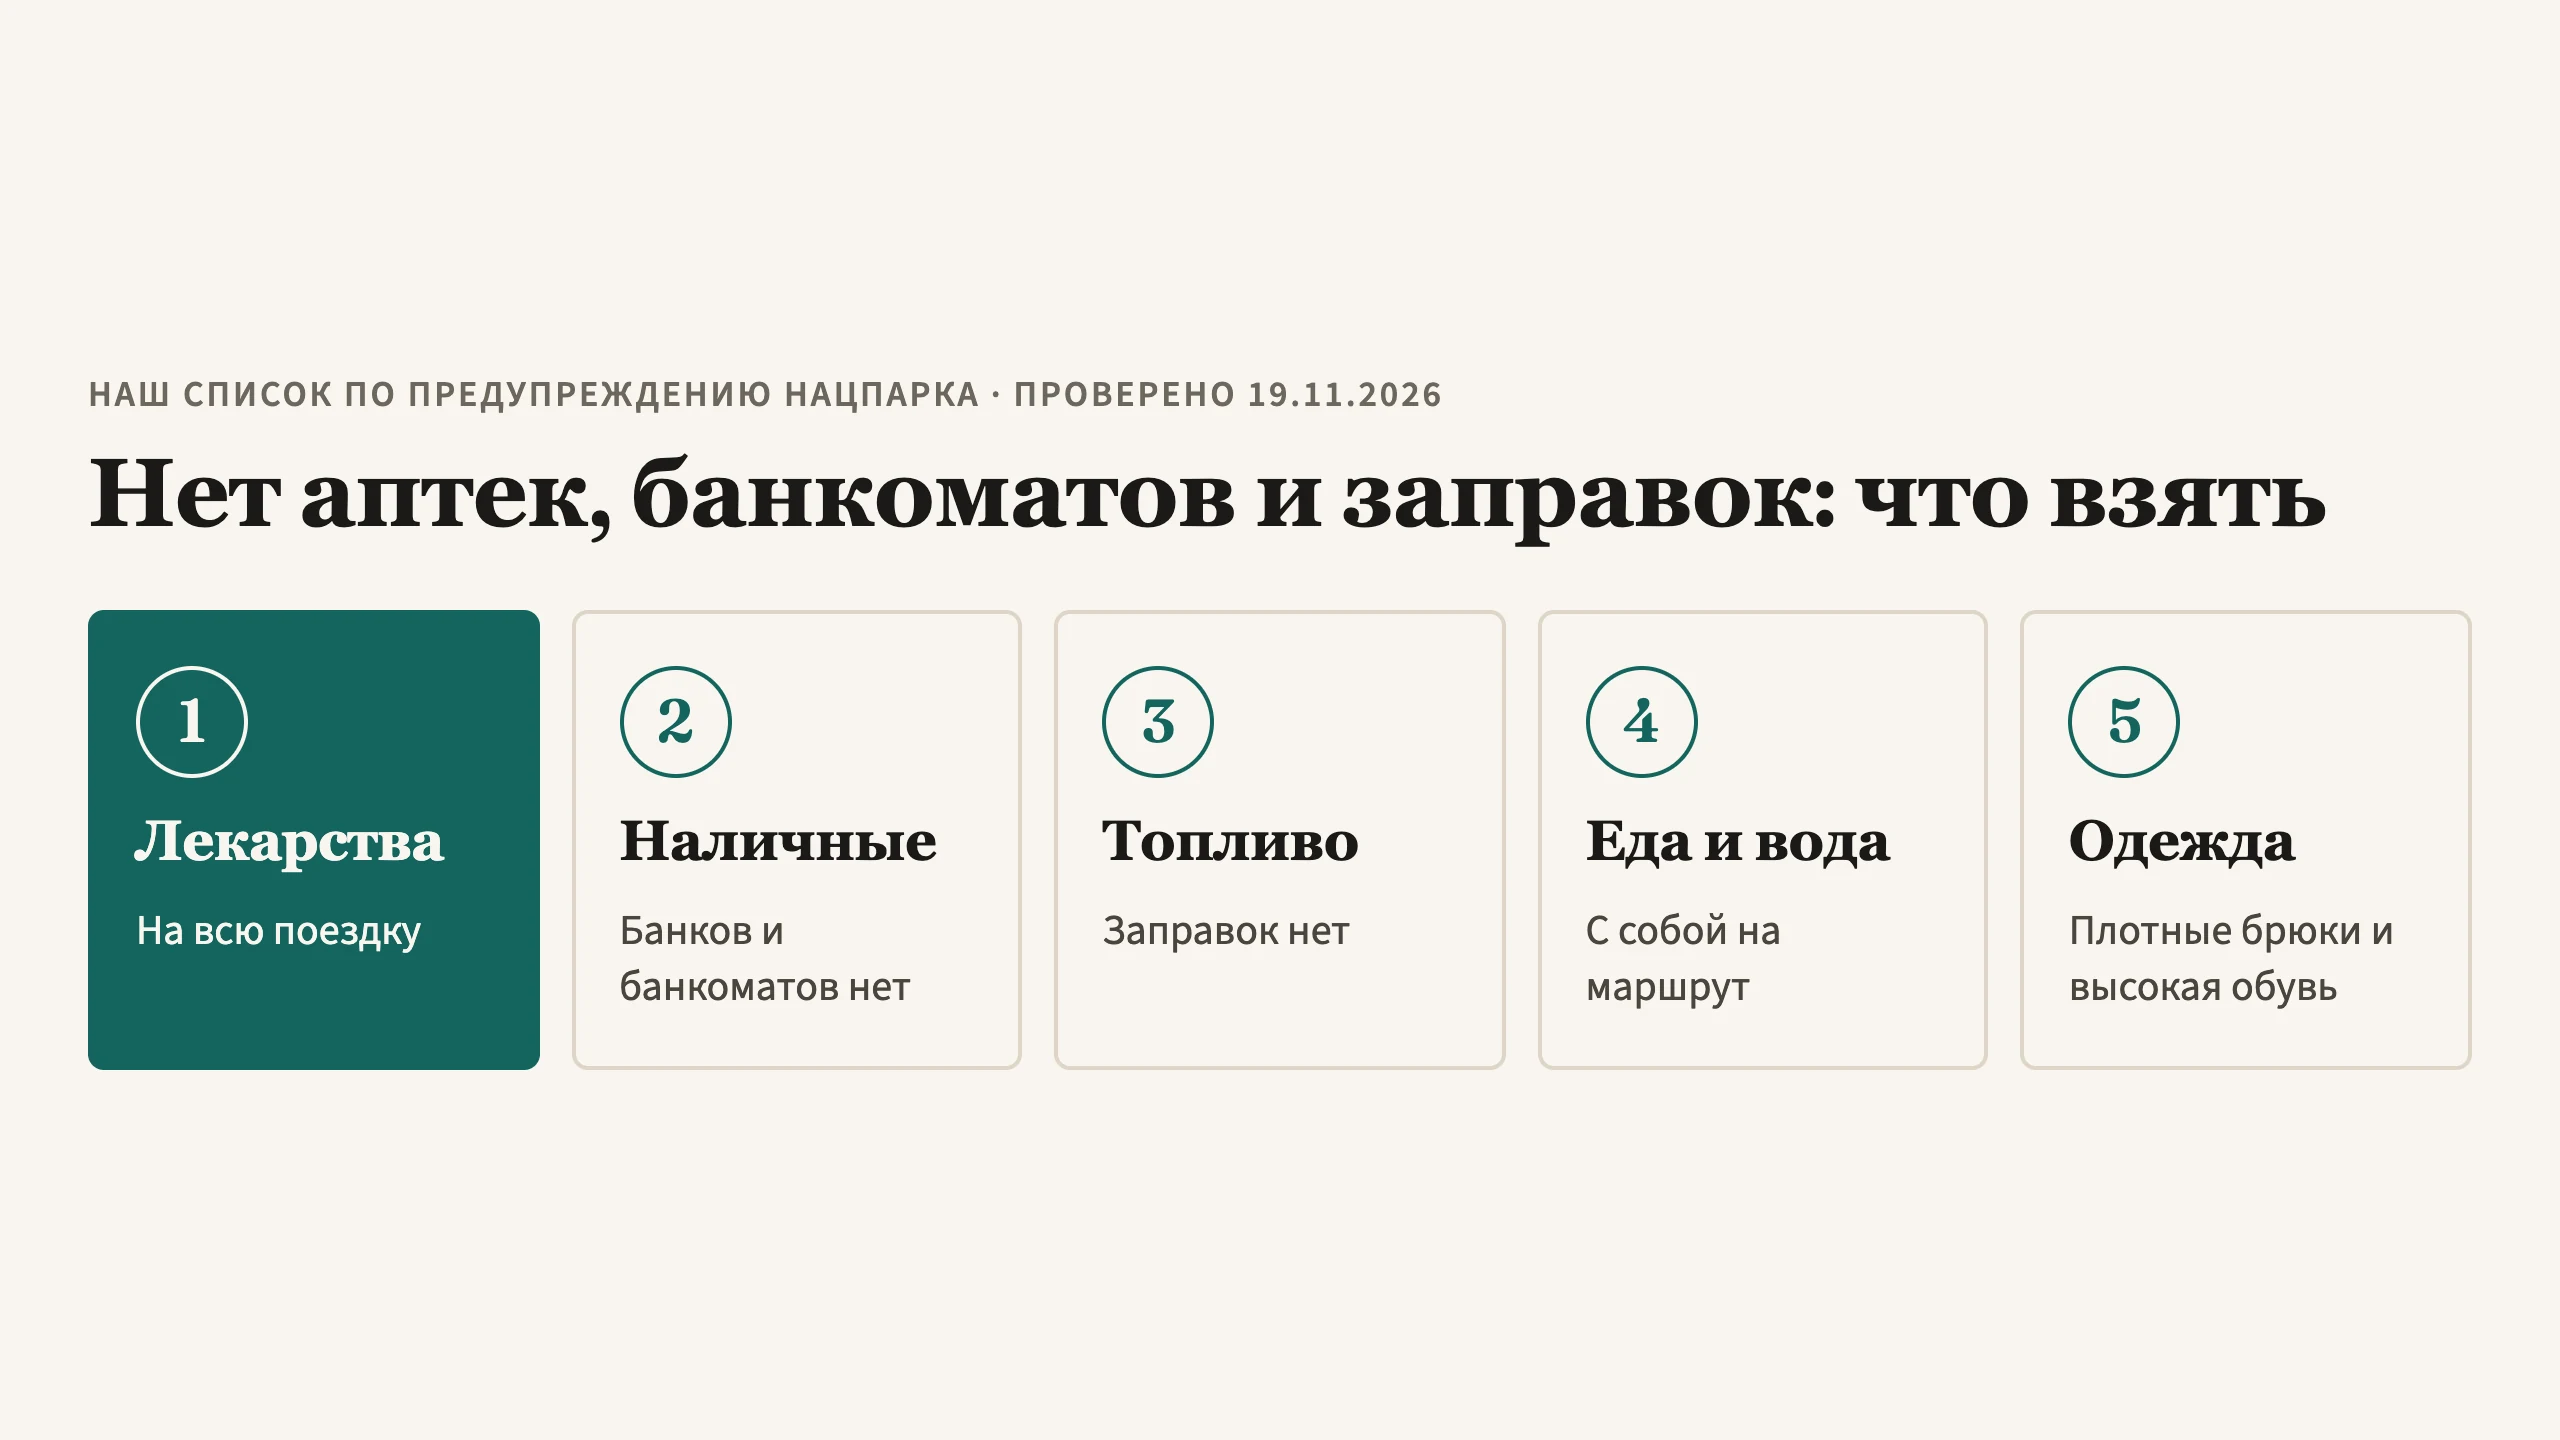 НАШ СПИСОК ПО ПРЕДУПРЕЖДЕНИЮ НАЦПАРКА · ПРОВЕРЕНО 19.11.2026
Нет аптек, банкоматов и заправок: что взять
1
Лекарства
На всю поездку
2
Наличные
Банков и
банкоматов нет
3
Топливо
Заправок нет
4
Еда и вода
С собой на
маршрут
5
Одежда
Плотные брюки и
высокая обувь